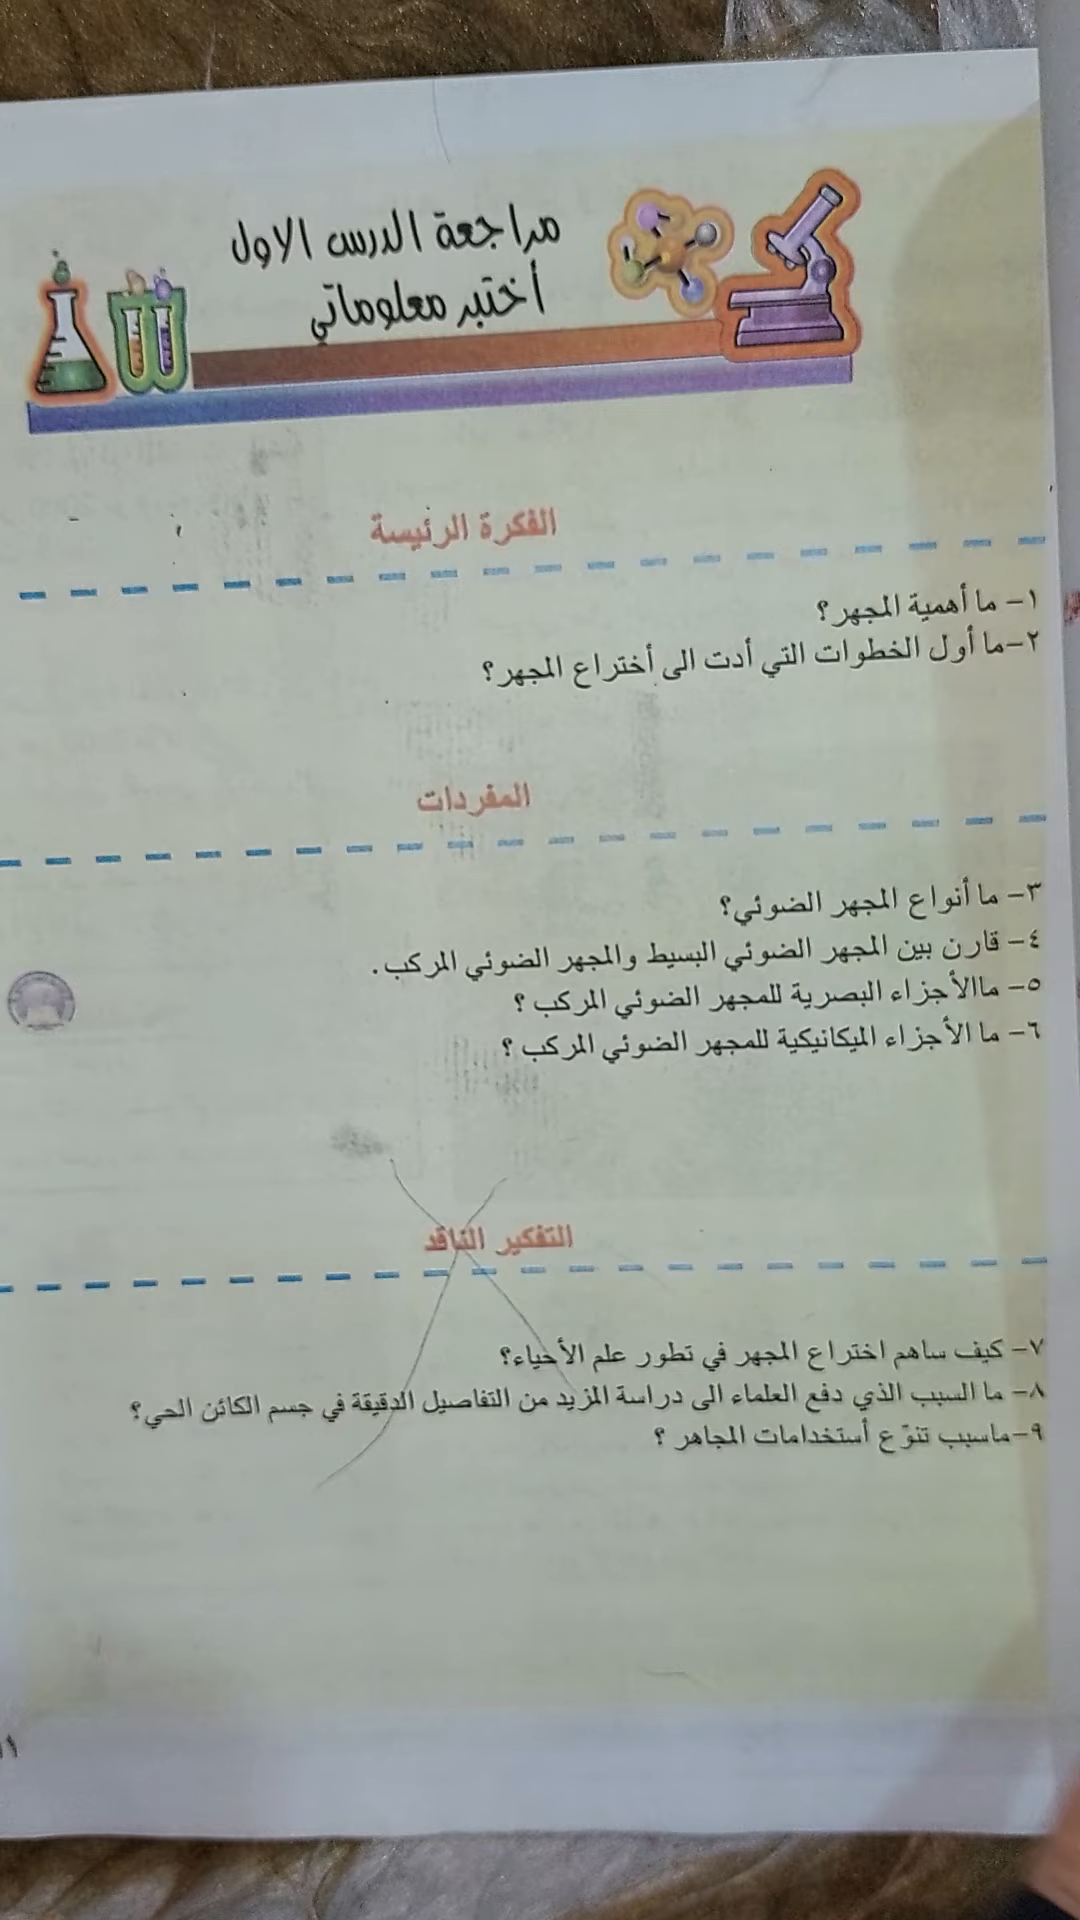 مراجعة الدرس الاول
أختبر معلوماتي
الفكرة الرئيسة
١- ما أهمية المجهر؟
٢-ما أول الخطوات التي أدت الى أختراع المجهر؟
المفردات
٣- ما أنواع المجهر الضوئي؟
٤- قارن بين المجهر الضوئي البسيط والمجهر الضوئي المركب.
٥- ماالأجزاء البصرية للمجهر الضوئي المركب ؟
٦- ما الأجزاء الميكانيكية للمجهر الضوئي المركب ؟
التفكير الناقد
٧- كيف ساهم اختراع المجهر في تطور علم الأحياء؟
٨- ما السبب الذي دفع العلماء الى دراسة المزيد من التفاصيل الدقيقة في جسم الكائن الحي؟
٩-ماسبب تنوّع أستخدامات المجاهر ؟